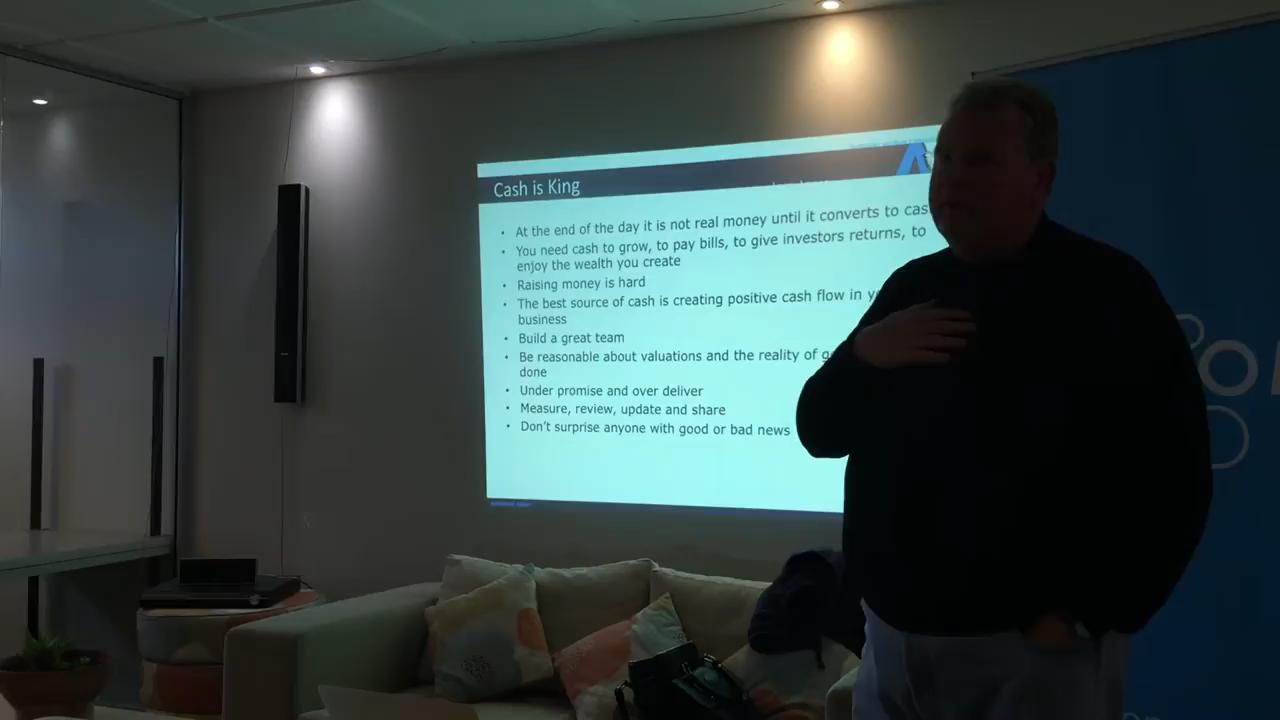 Cash is King
• At the end of the day it is not real money until it converts to
• You need cash to grow, to pay bills, to give investors returns, to
enjoy the wealth you create
• Raising money is hard
• The best source of cash is creating positive cash flow in
business
• Build a great team
• Be reasonable about valuations and the reality of
done
• Under promise and over deliver
• Measure, review, update and share
• Don't surprise anyone with good or bad news